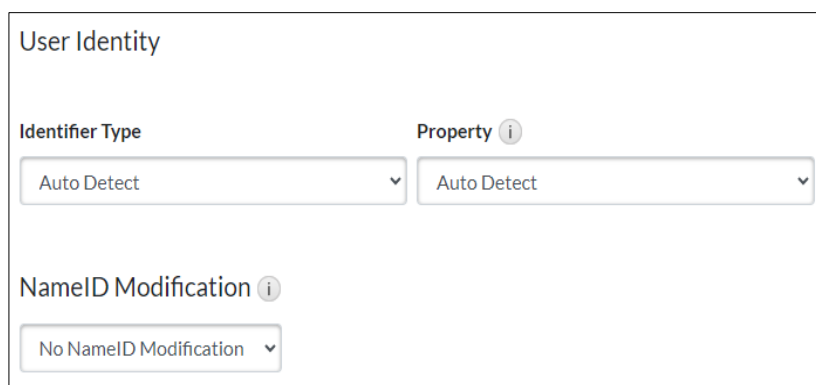 User Identity
Identifier Type Property i
Auto Detect Auto Detect
NameID Modification i
No NameID Modification